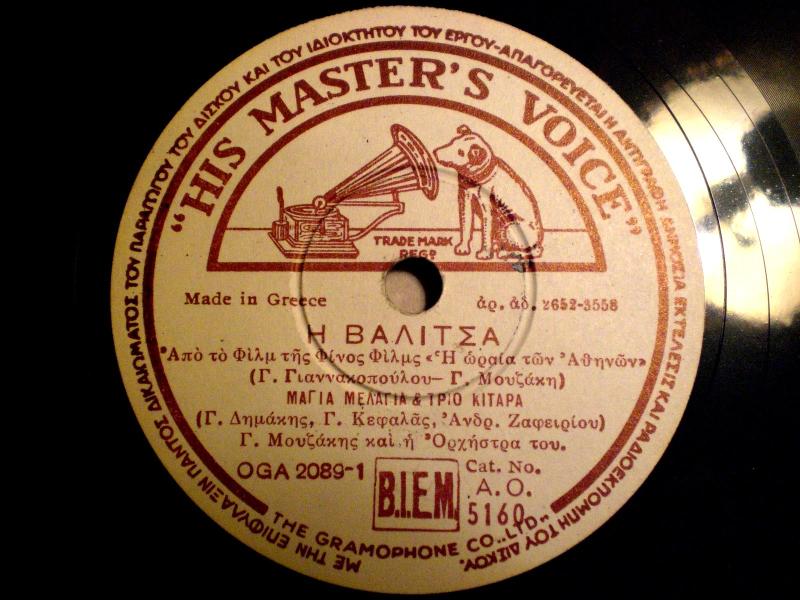 ΜΕ ΤΗΝ ΕΠΙΦΥΛΑΞΙΝ ΠΑΝΤΟΣ ΔΙΚΑΙΩΜΑΤΟΣ ΤΟΥ ΠΑΡΑΓΩΓΟΥ ΤΟΥ ΔΙΣΚΟΥ ΚΑΙ ΤΟΥ ΙΔΙΟΚΤΗΤΟΥ ΤΟΥ ΕΡΓΟΥ-ΑΠΑΓΟΡΕΥΕΤΑΙ Η ΑΝΤΙΓΡΑΦΗ ΔΗΜΟΣΙΑ ΕΚΤΕΛΕΣΙΣ ΚΑΙ ΡΑΔΙΟΕΚΠΟΜΠΗ ΤΟΥ ΔΙΣΚΟΥ.
"HIS MASTER'S VOICE"
TRADE MARK
REGD
Made in Greece
ἀρ. ἀδ. 2652-3558
Η ΒΑΛΙΤΣΑ
Ἀπὸ τὸ Φὶλμ τῆς Φίνος Φὶλμς «Ἡ ὡραία τῶν Ἀθηνῶν»
(Γ. Γιαννακοπούλου- Γ. Μουζάκη)
ΜΑΓΙΑ ΜΕΛΑΓΙΑ & ΤΡΙΟ ΚΙΤΑΡΑ
(Γ. Δημάκης, Γ. Κεφαλᾶς, Ἀνδρ. Ζαφειρίου)
Γ. Μουζάκης καὶ ἡ Ὀρχήστρα του.
OGA 2089-1
B.I.E.M.
Cat. No.
A.O.
5160
THE GRAMOPHONE CO., LTD.,